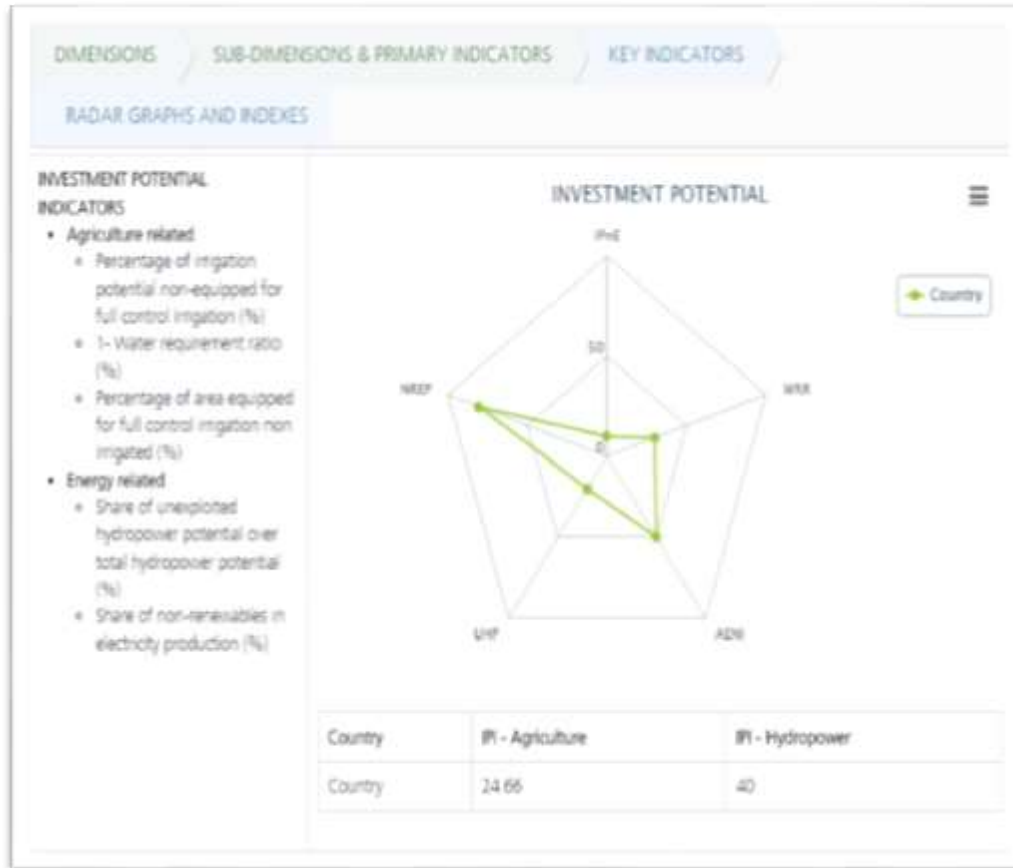 DIMENSIONS
SUB-DIMENSIONS & PRIMARY INDICATORS
KEY INDICATORS
RADAR GRAPHS AND INDEXES
INVESTMENT POTENTIAL
INDICATORS
• Agriculture related
Percentage of irrigation
potential non-equipped for
full control irrigation (%)
1- Water requirement ratio
(%)
Percentage of area equipped
for full control irrigation non
irrigated (%)
• Energy related
Share of unexploited
hydropower potential over
total hydropower potential
(%)
Share of non-renewables in
electricity production (%)
INVESTMENT POTENTIAL
IPnE
Country
50
NREP
WRR
0
UHP
Country
IPI - Agriculture
IPI - Hydropower
Country
24.66
40